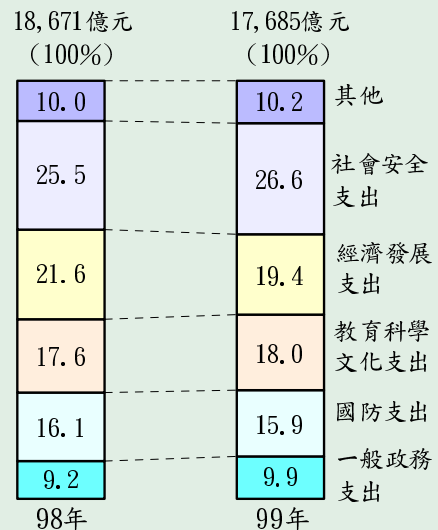 18,671億元 17,685億元
（100%） （100%）
10.0 10.2 其他
25.5 26.6 社會安全
支出
21.6 19.4 經濟發展
支出
17.6 18.0 教育科學
文化支出
16.1 15.9 國防支出
9.2 9.9 一般政務
支出
98年 99年